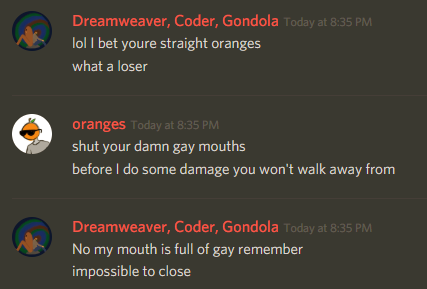 Dreamweaver, Coder, Gondola Today at 8:35 PM
lol I bet youre straight oranges
what a loser
oranges Today at 8:35 PM
shut your damn gay mouths
before I do some damage you won't walk away from
Dreamweaver, Coder, Gondola Today at 8:35 PM
No my mouth is full of gay remember
impossible to close